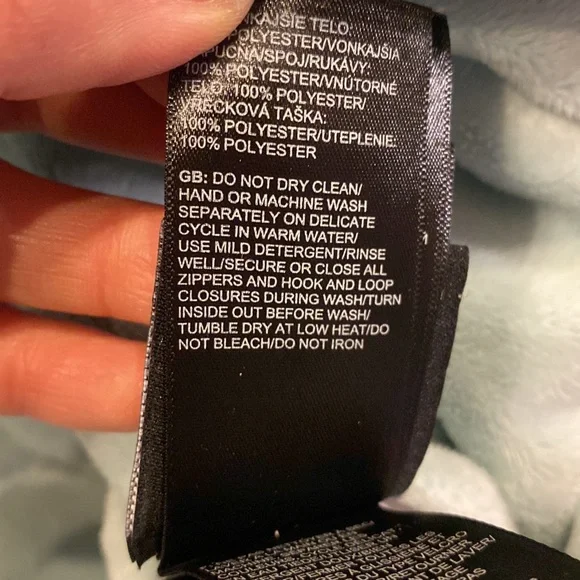 VONKAJŠIE TELO:
POLYESTER/VONKAJŠIA
KAPUCŇA/SPOJ/RUKÁVY:
100% POLYESTER/VNÚTORNÉ
TELO: 100% POLYESTER/
VRECKOVÁ TAŠKA:
100% POLYESTER/UTEPLENIE:
100% POLYESTER
GB: DO NOT DRY CLEAN/
HAND OR MACHINE WASH
SEPARATELY ON DELICATE
CYCLE IN WARM WATER/
USE MILD DETERGENT/RINSE
WELL/SECURE OR CLOSE ALL
ZIPPERS AND HOOK AND LOOP
CLOSURES DURING WASH/TURN
INSIDE OUT BEFORE WASH/
TUMBLE DRY AT LOW HEAT/DO
NOT BLEACH/DO NOT IRON